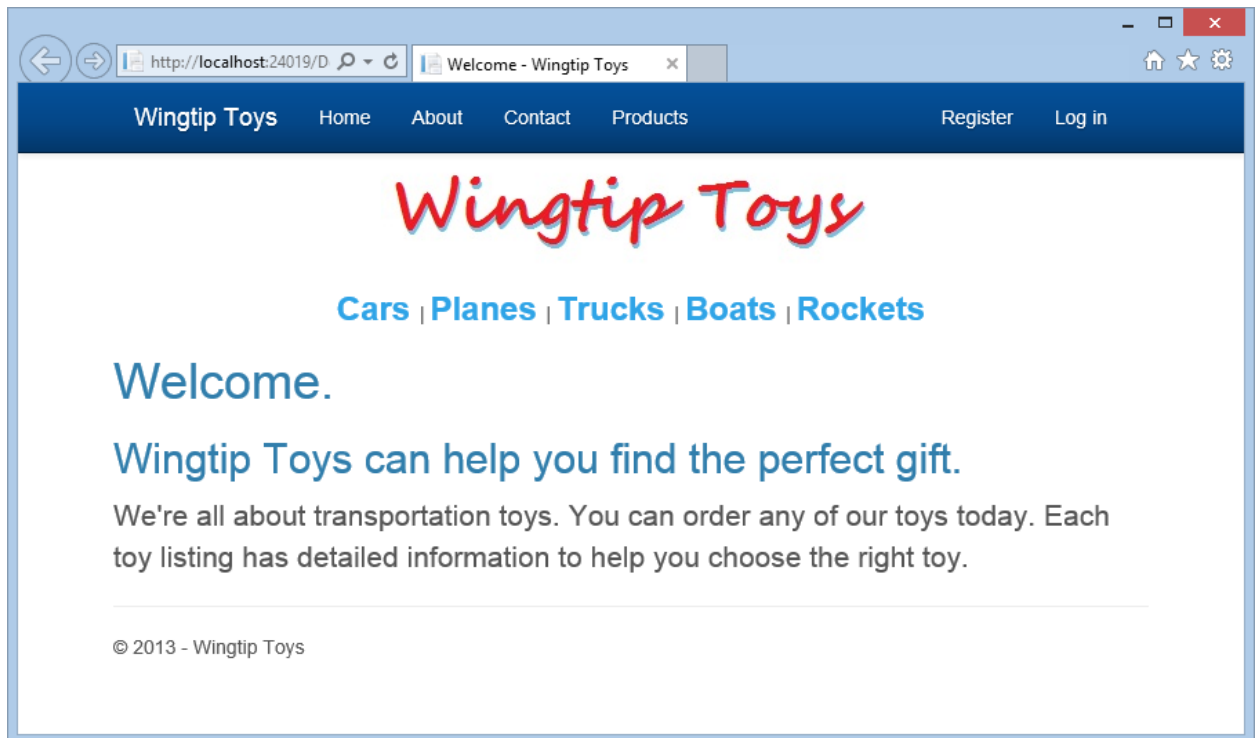 http://localhost:24019/D
Welcome - Wingtip Toys
Wingtip Toys Home About Contact Products Register Log in
Wingtip Toys
Cars | Planes | Trucks | Boats | Rockets
Welcome.
Wingtip Toys can help you find the perfect gift.
We're all about transportation toys. You can order any of our toys today. Each
toy listing has detailed information to help you choose the right toy.
© 2013 - Wingtip Toys